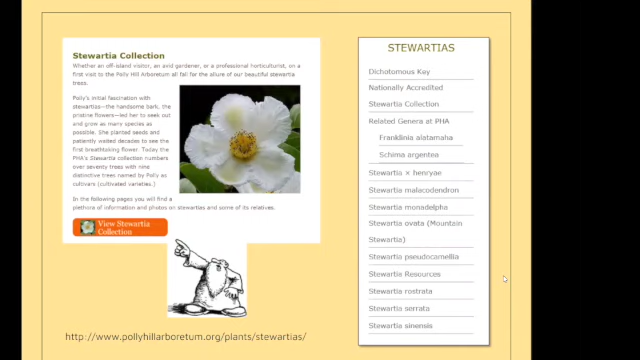 Stewartia Collection
Whether an off-island visitor, an avid gardener, or a professional horticulturist, on a
first visit to the Polly Hill Arboretum all fall for the allure of our beautiful stewartia
trees.
Polly's initial fascination with
stewartias—the handsome bark, the
pristine flowers—led her to seek out
and grow as many species as
possible. She planted seeds and
patiently waited decades to see the
first breathtaking flower. Today the
PHA's Stewartia collection numbers
over seventy trees with nine
distinctive trees named by Polly as
cultivars (cultivated varieties.)
In the following pages you will find a
plethora of information and photos on stewartias and some of its relatives.
View Stewartia
Collection
http://www.pollyhillarboretum.org/plants/stewartias/
STEWARTIAS
Dichotomous Key
Nationally Accredited
Stewartia Collection
Related Genera at PHA
Franklinia alatamaha
Schima argentea
Stewartia × henryae
Stewartia malacodendron
Stewartia monadelpha
Stewartia ovata (Mountain
Stewartia)
Stewartia pseudocamellia
Stewartia Resources
Stewartia rostrata
Stewartia serrata
Stewartia sinensis